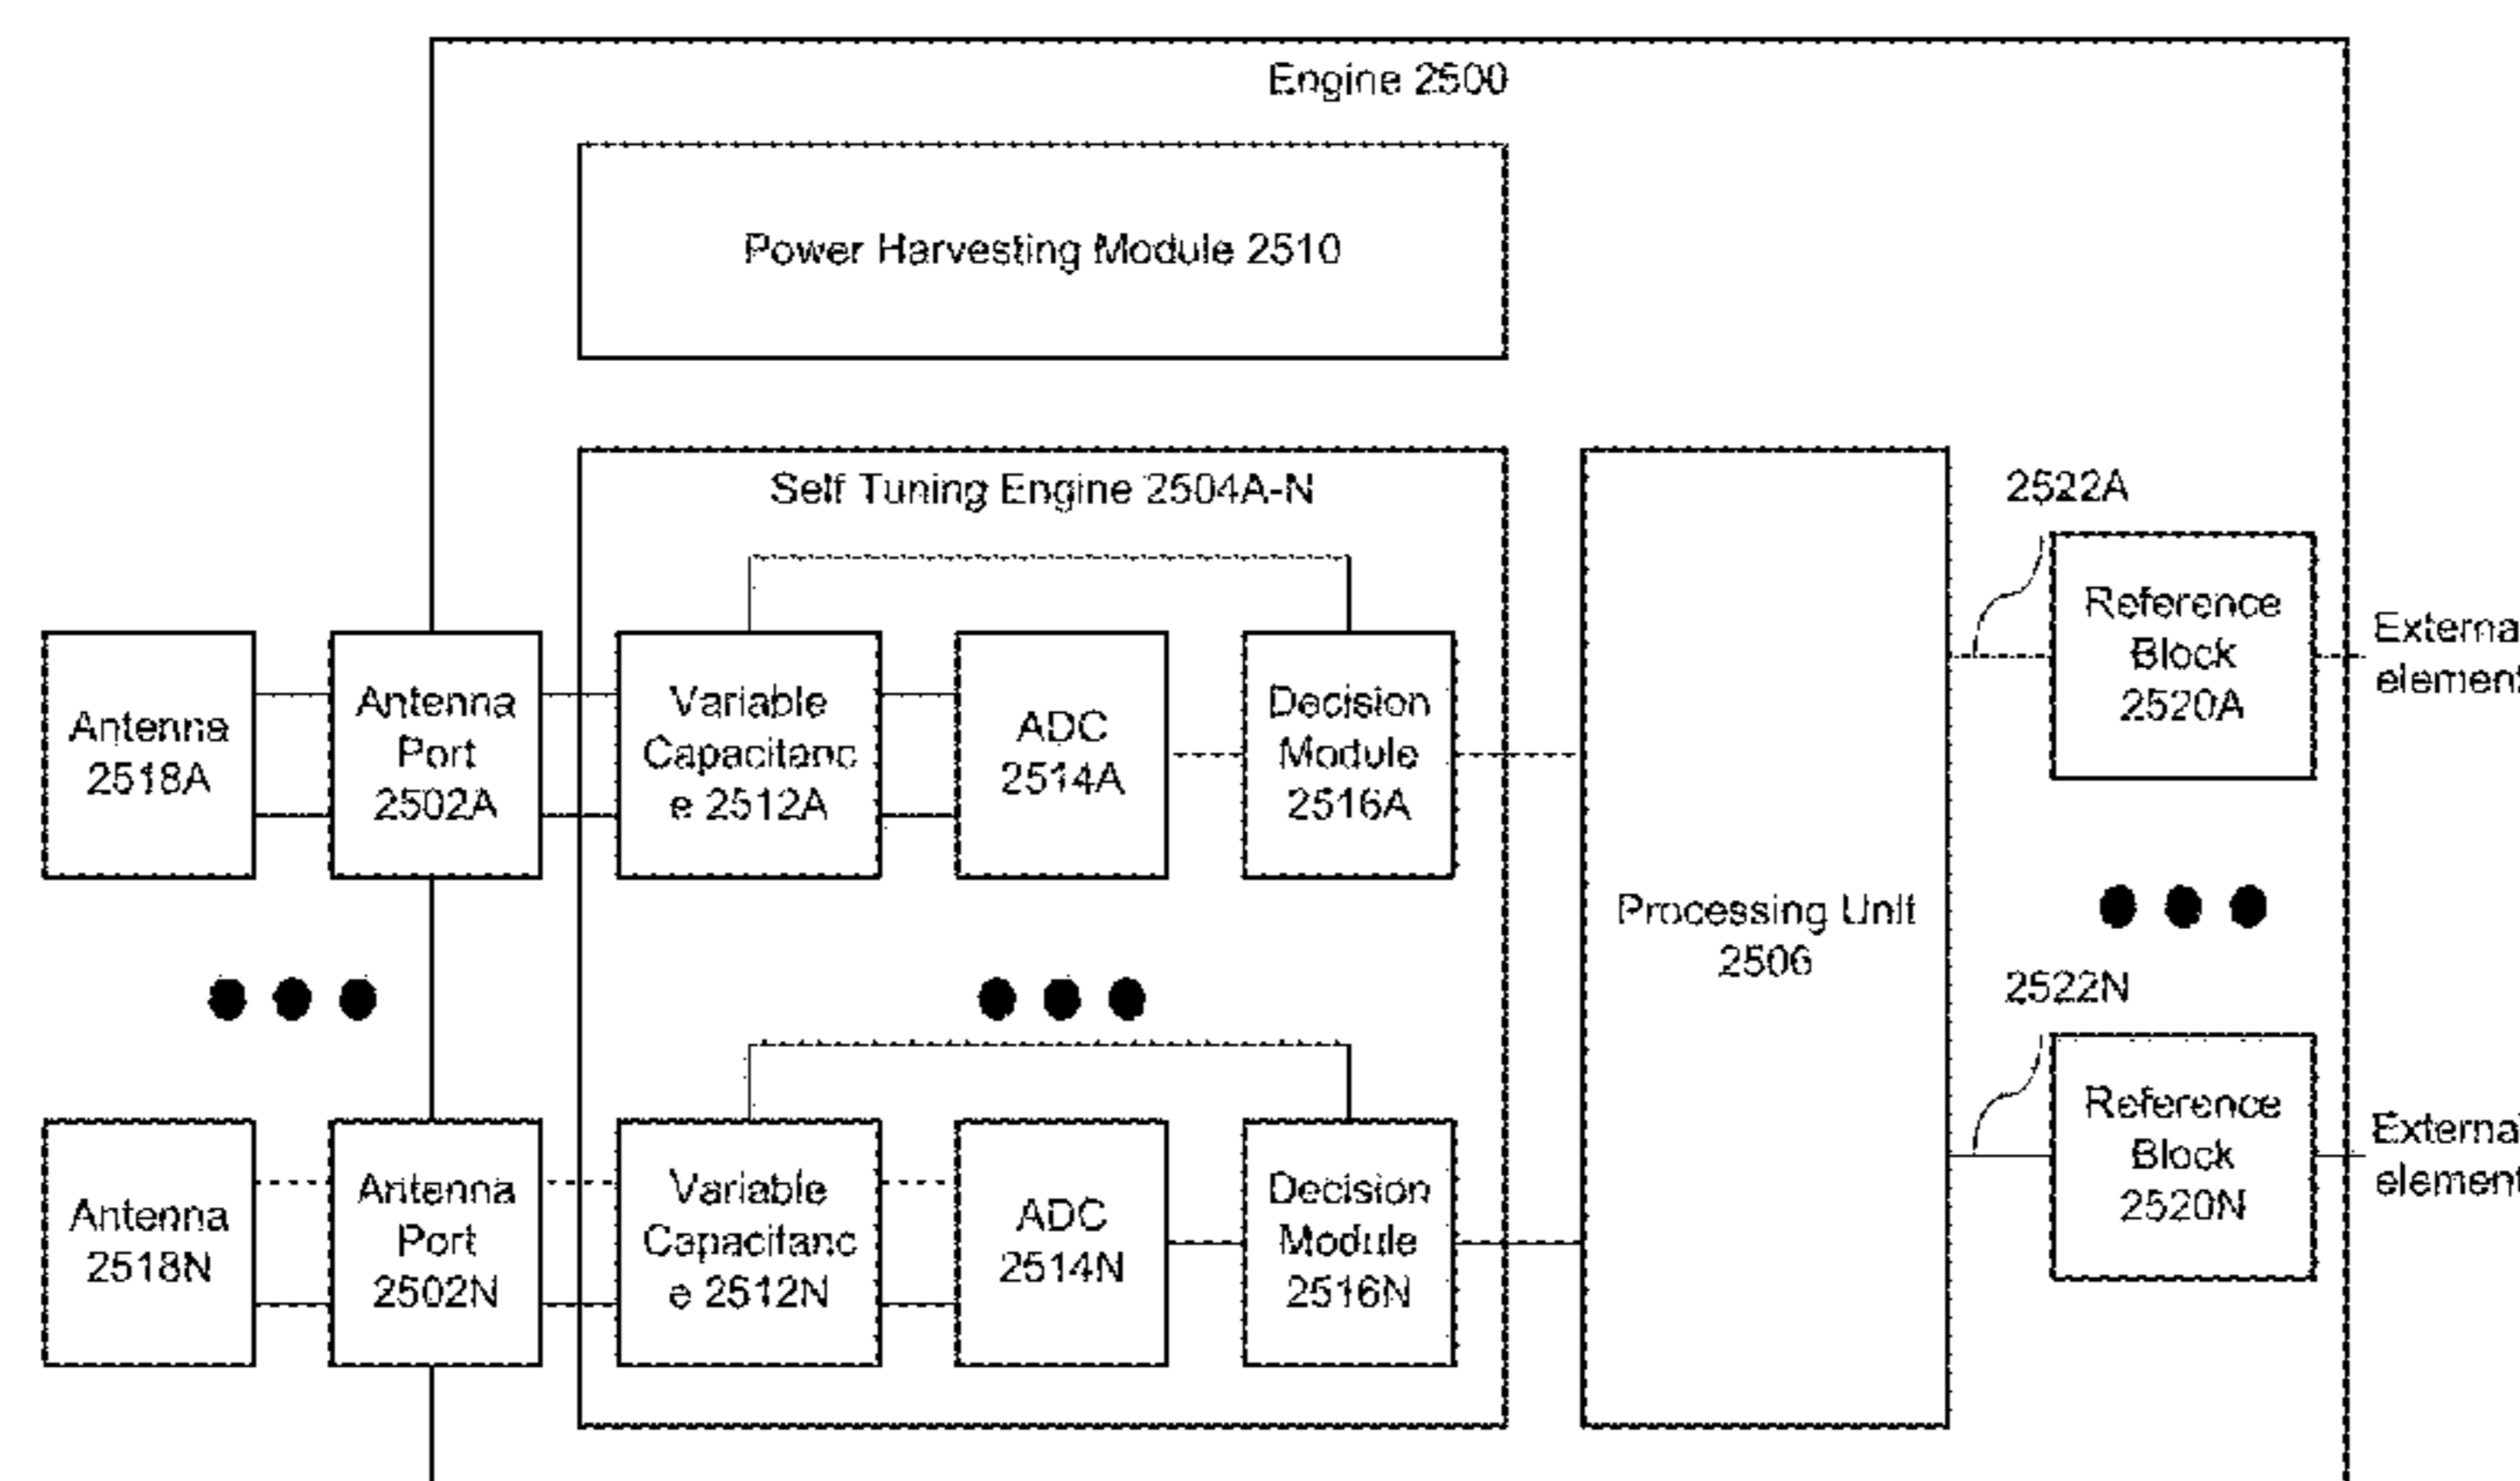 Engine 2500
Power Harvesting Module 2510
Self Tuning Engine 2504A-N
2522A
Antenna
2518A
Antenna
Port
2502A
Variable
Capacitanc
e 2512A
ADC
2514A
Decision
Module
2516A
Reference
Block
2520A
Externa
element
Processing Unit
2506
2522N
Antenna
2518N
Antenna
Port
2502N
Variable
Capacitanc
e 2512N
ADC
2514N
Decision
Module
2516N
Reference
Block
2520N
External
element